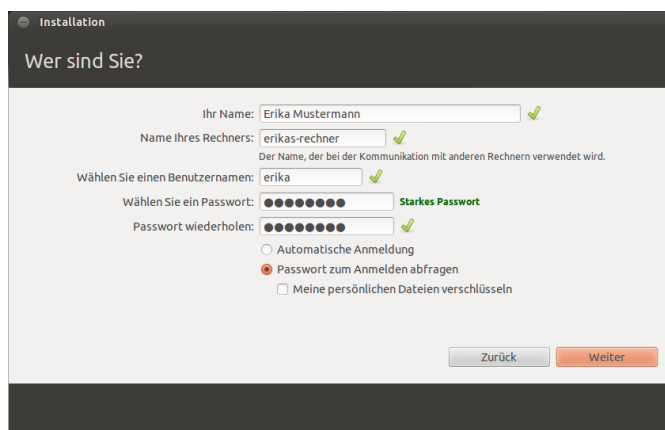 Installation
Wer sind Sie?
Ihr Name: Erika Mustermann
Name Ihres Rechners: erikas-rechner
Der Name, der bei der Kommunikation mit anderen Rechnern verwendet wird.
Wählen Sie einen Benutzernamen: erika
Wählen Sie ein Passwort: ●●●●●●●● Starkes Passwort
Passwort wiederholen: ●●●●●●●●
Automatische Anmeldung
Passwort zum Anmelden abfragen
Meine persönlichen Dateien verschlüsseln
Zurück Weiter